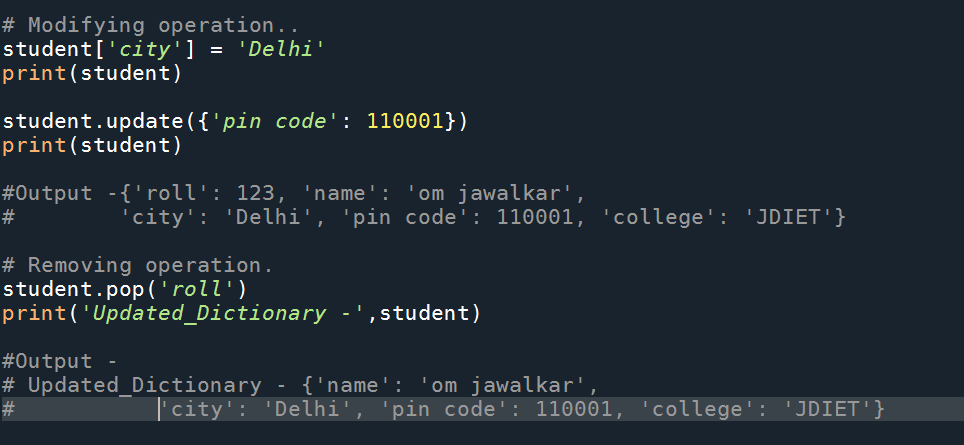 # Modifying operation..
student['city'] = 'Delhi'
print(student)
student.update({'pin code': 110001})
print(student)
#Output -{'roll': 123, 'name': 'om jawalkar',
#        'city': 'Delhi', 'pin code': 110001, 'college': 'JDIET'}
# Removing operation.
student.pop('roll')
print('Updated_Dictionary -',student)
#Output -
# Updated_Dictionary - {'name': 'om jawalkar',
#           'city': 'Delhi', 'pin code': 110001, 'college': 'JDIET'}